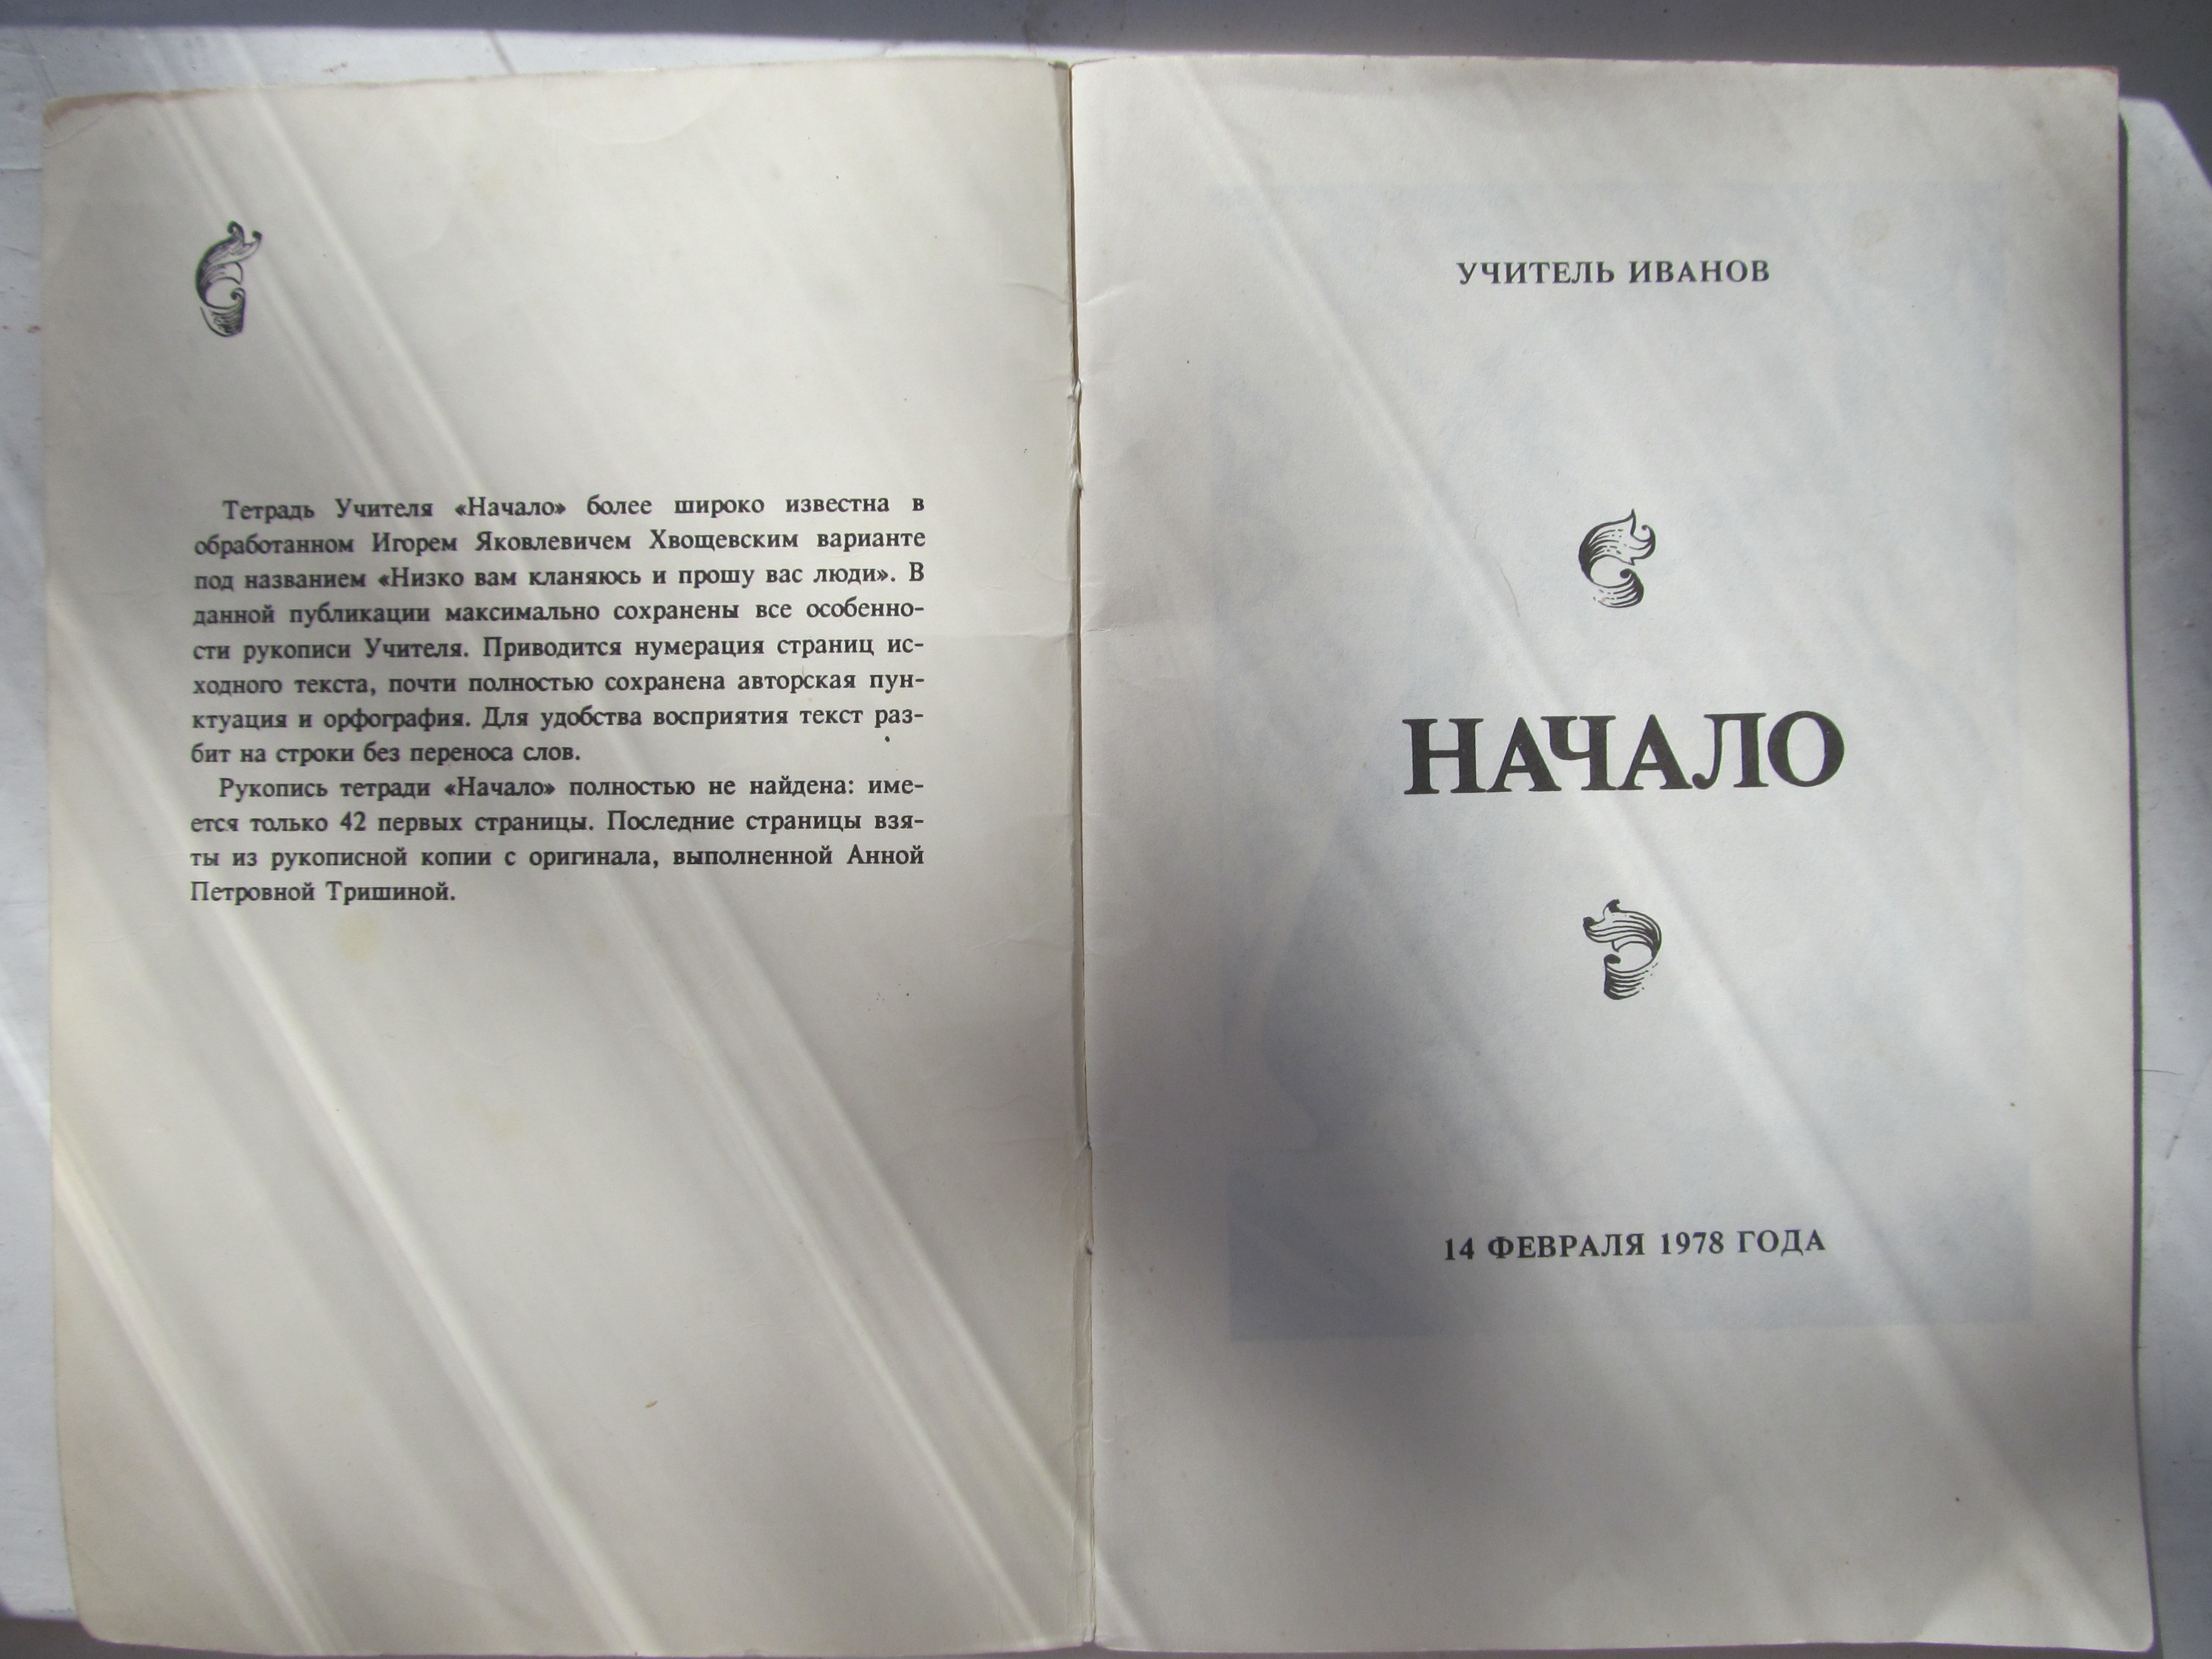 Тетрадь Учителя «Начало» более широко известна в
обработанном Игорем Яковлевичем Хвощевским варианте
под названием «Низко вам кланяюсь и прошу вас люди». В
данной публикации максимально сохранены все особенно-
сти рукописи Учителя. Приводится нумерация страниц ис-
ходного текста, почти полностью сохранена авторская пун-
ктуация и орфография. Для удобства восприятия текст раз-
бит на строки без переноса слов.
Рукопись тетради «Начало» полностью не найдена: име-
ется только 42 первых страницы. Последние страницы взя-
ты из рукописной копии с оригинала, выполненной Анной
Петровной Тришиной.
УЧИТЕЛЬ ИВАНОВ
НАЧАЛО
14 ФЕВРАЛЯ 1978 ГОДА